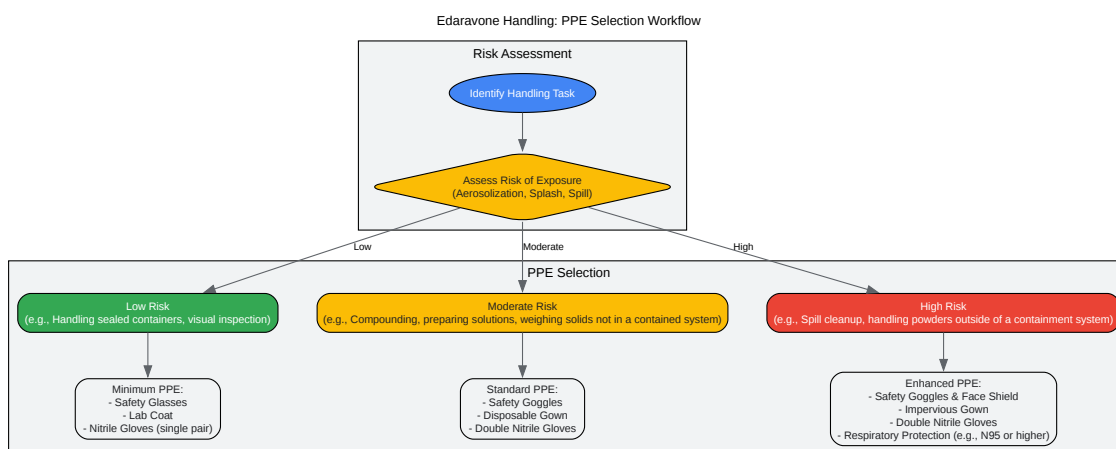 Edaravone Handling: PPE Selection Workflow
Risk Assessment
Identify Handling Task
Assess Risk of Exposure
(Aerosolization, Splash, Spill)
Low
Moderate
High
PPE Selection
Low Risk
(e.g., Handling sealed containers, visual inspection)
Moderate Risk
(e.g., Compounding, preparing solutions, weighing solids not in a contained system)
High Risk
(e.g., Spill cleanup, handling powders outside of a containment system)
Minimum PPE:
- Safety Glasses
- Lab Coat
- Nitrile Gloves (single pair)
Standard PPE:
- Safety Goggles
- Disposable Gown
- Double Nitrile Gloves
Enhanced PPE:
- Safety Goggles & Face Shield
- Impervious Gown
- Double Nitrile Gloves
- Respiratory Protection (e.g., N95 or higher)